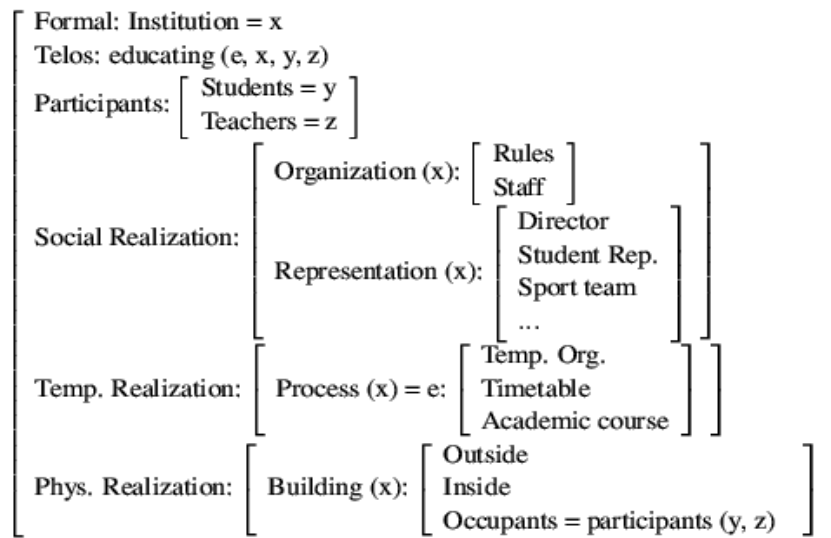 Formal: Institution = x
Telos: educating (e, x, y, z)
Participants: Students = y
Teachers = z
Social Realization:
Organization (x): Rules
Staff
Representation (x): Director
Student Rep.
Sport team
...
Temp. Realization: Process (x) = e: Temp. Org.
Timetable
Academic course
Phys. Realization: Building (x): Outside
Inside
Occupants = participants (y, z)